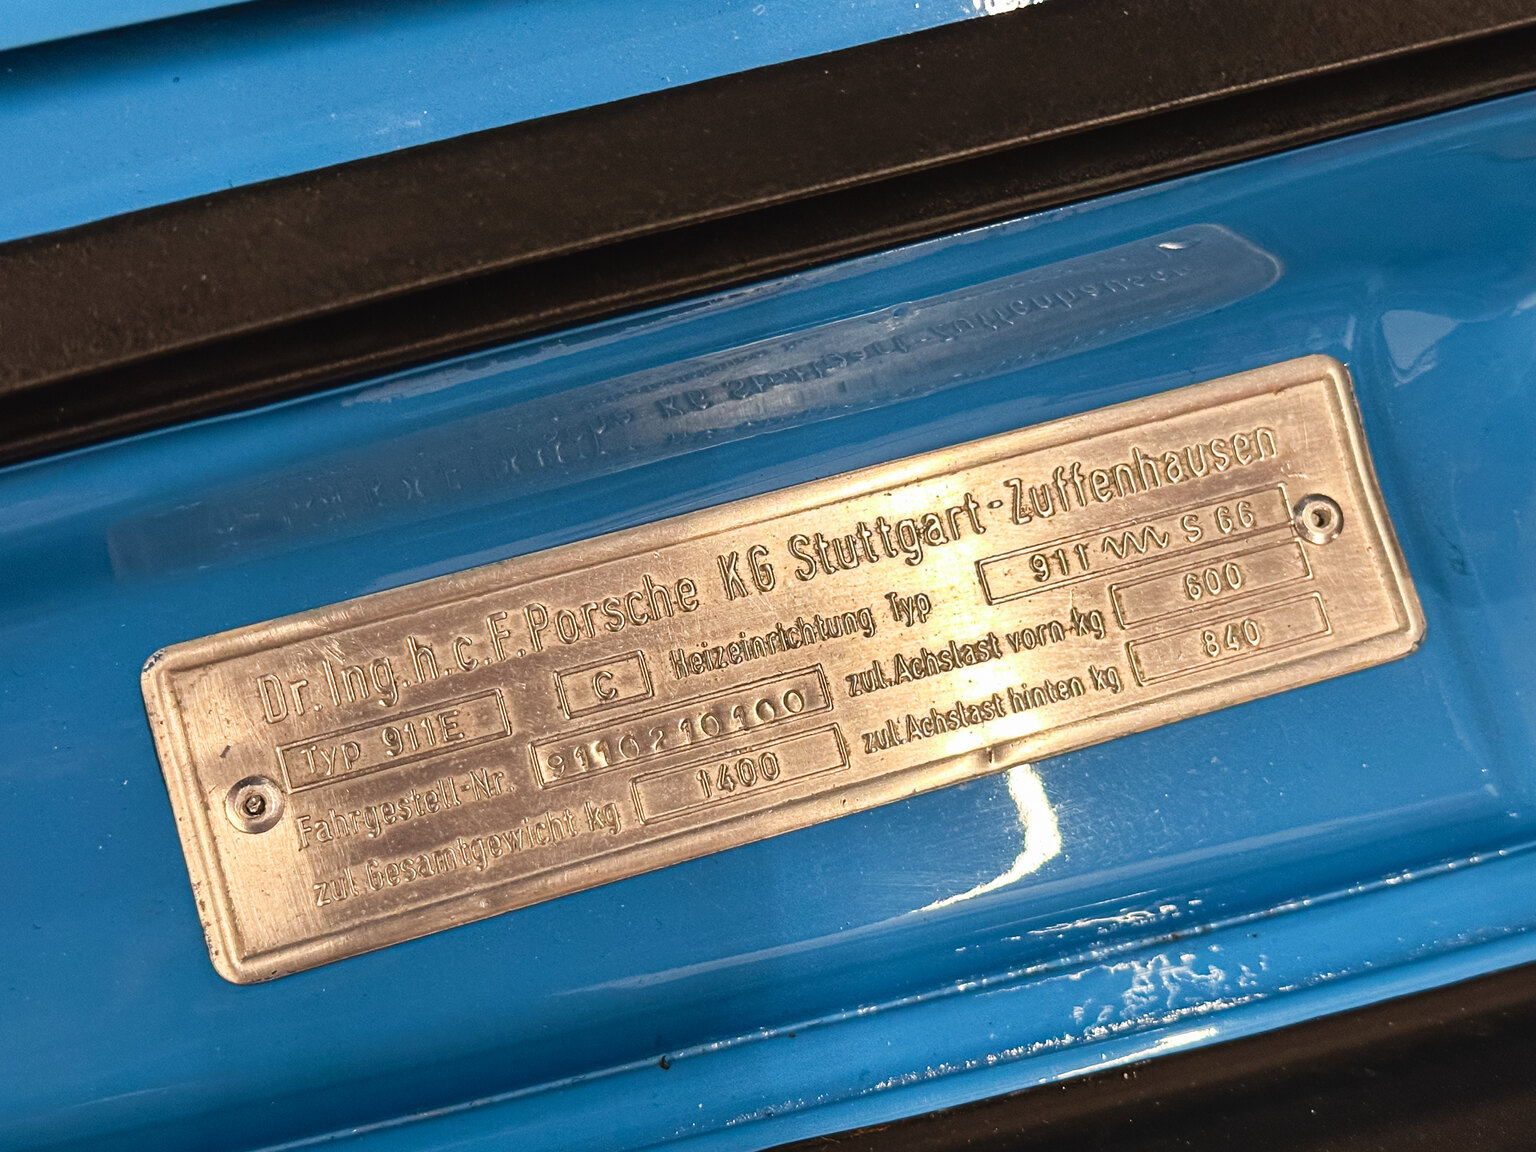 Dr.Ing.h.c.F.Porsche KG Stuttgart-Zuffenhausen
Typ 911E C Heizeinrichtung Typ 911 S 66
Fahrgestell-Nr. 9110210100 zul.Achslast vorn kg 600
zul.Gesamtgewicht kg 1400 zul.Achslast hinten kg 840